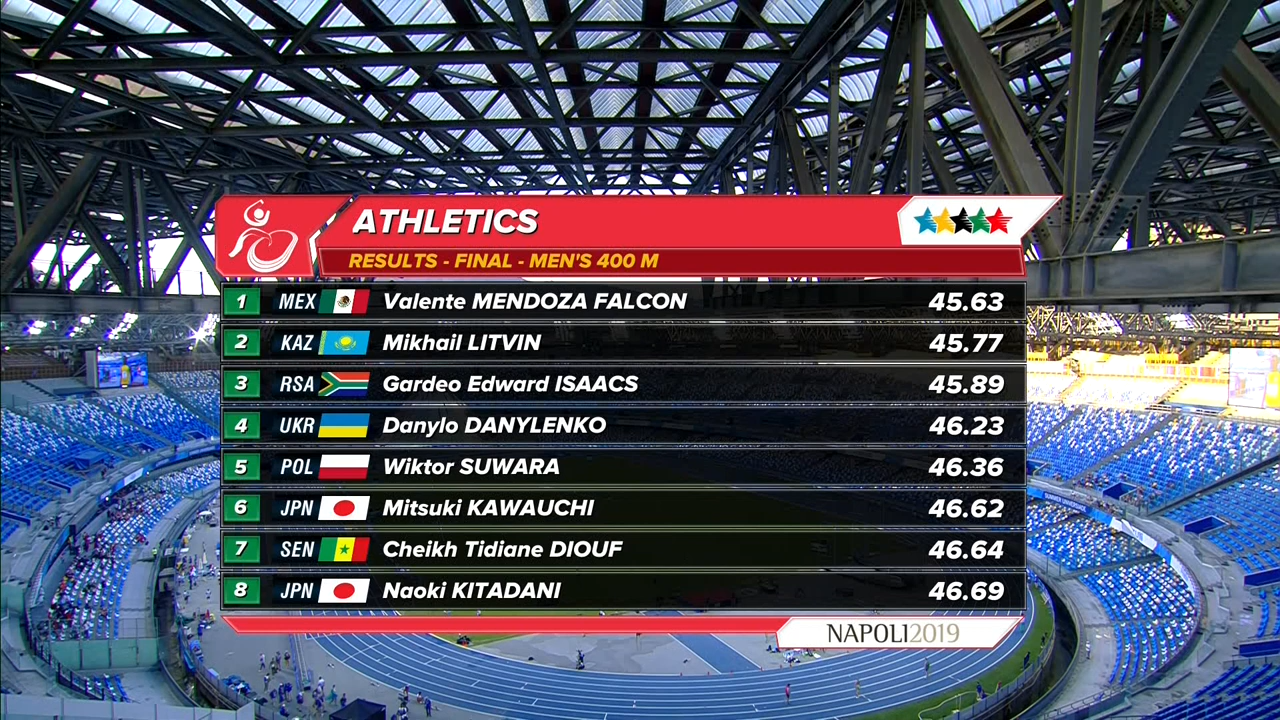 ATHLETICS
RESULTS - FINAL - MEN'S 400 M
1 MEX Valente MENDOZA FALCON 45.63
2 KAZ Mikhail LITVIN 45.77
3 RSA Gardeo Edward ISAACS 45.89
4 UKR Danylo DANYLENKO 46.23
5 POL Wiktor SUWARA 46.36
6 JPN Mitsuki KAWAUCHI 46.62
7 SEN Cheikh Tidiane DIOUF 46.64
8 JPN Naoki KITADANI 46.69
NAPOLI2019